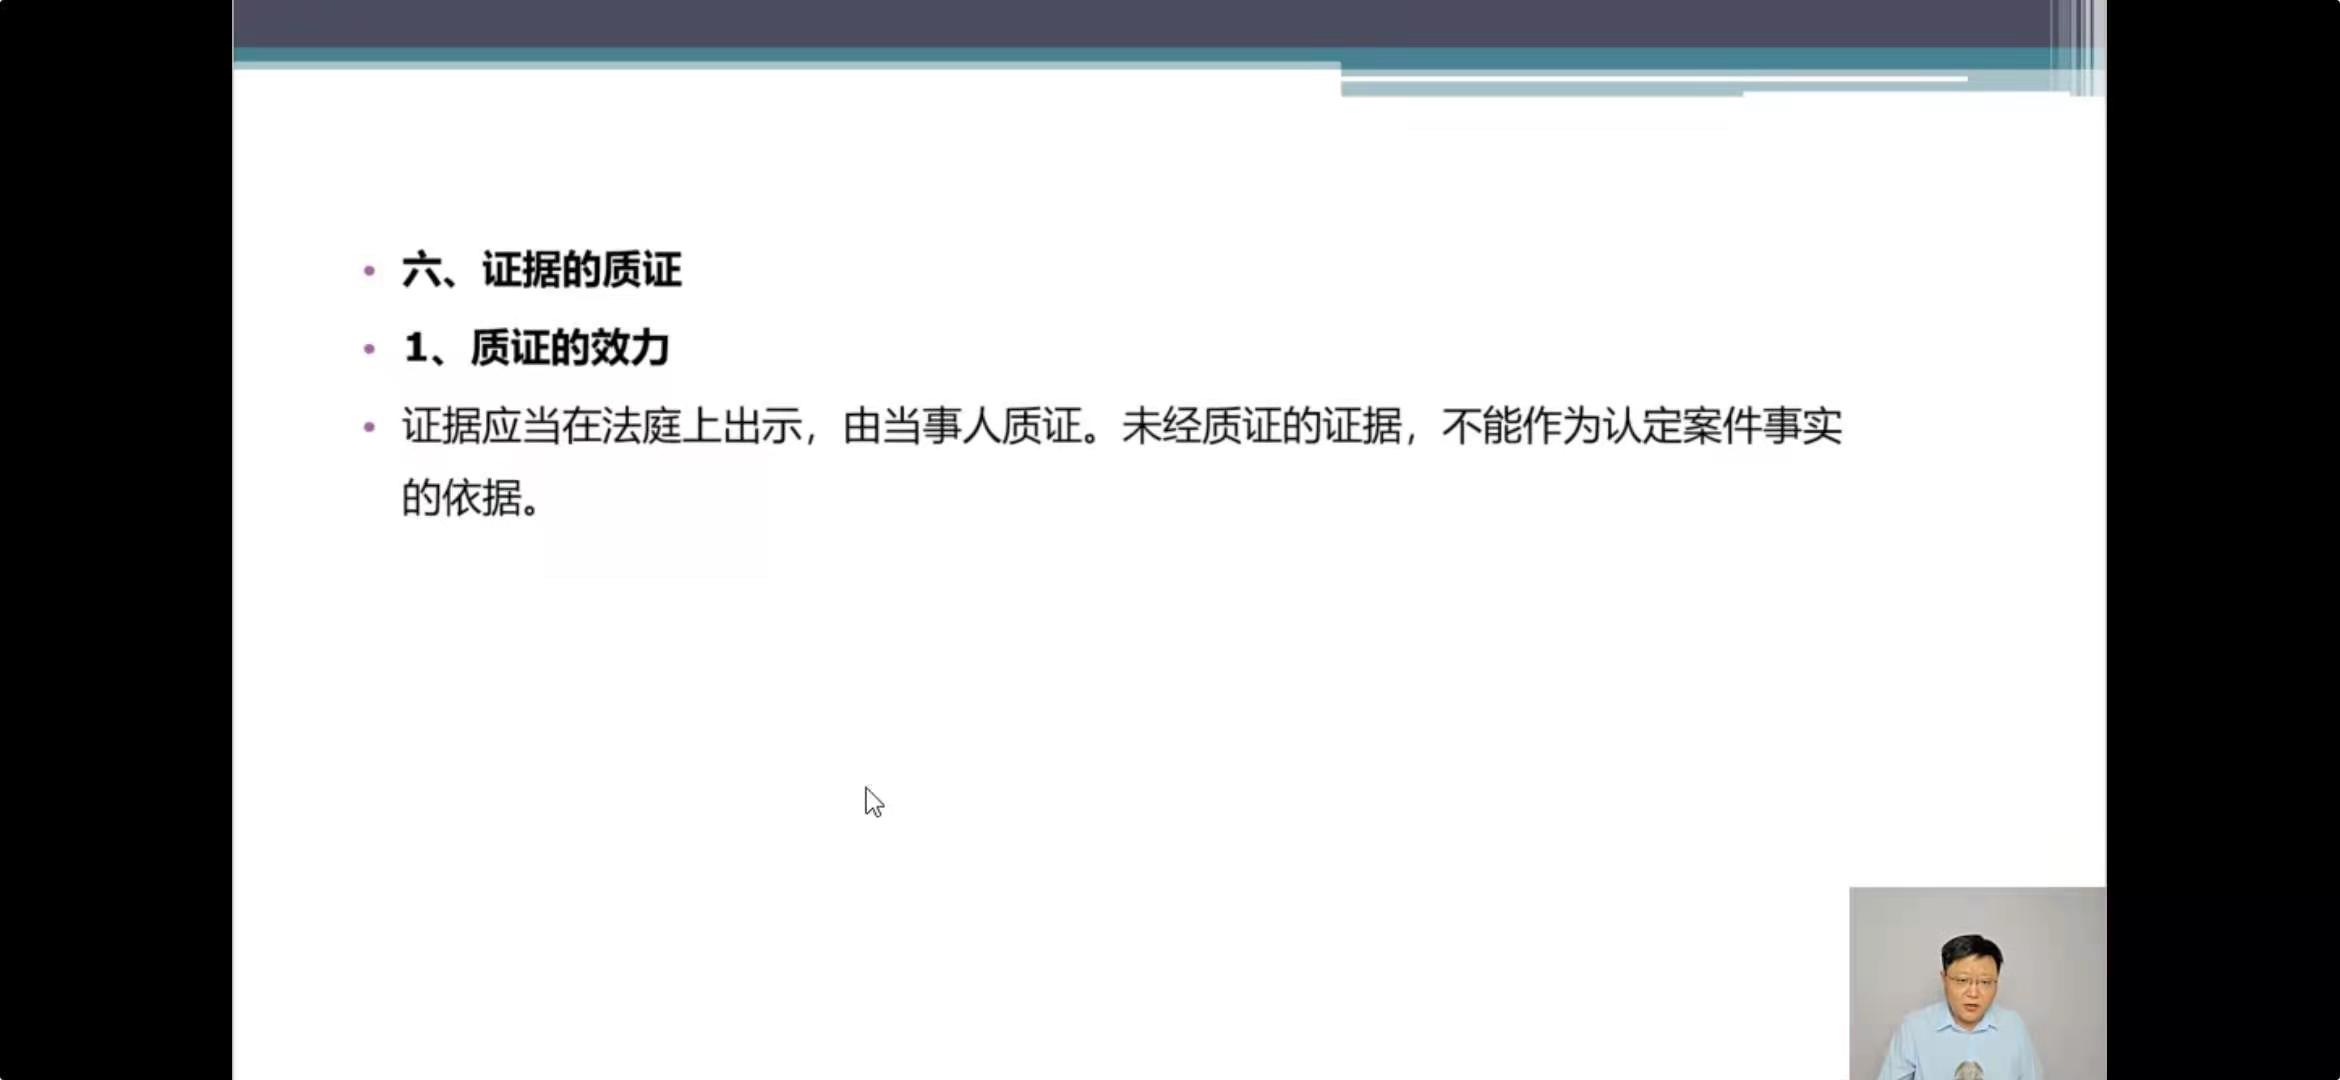 六、证据的质证
1、质证的效力
证据应当在法庭上出示，由当事人质证。未经质证的证据，不能作为认定案件事实
的依据。